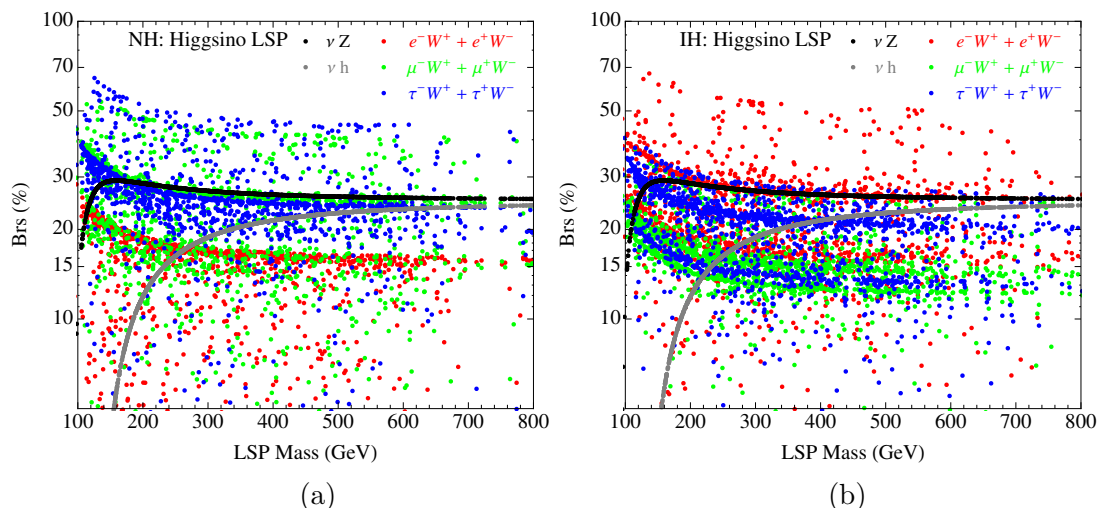 NH: Higgsino LSP
ν Z
ν h
e⁻W⁺ + e⁺W⁻
μ⁻W⁺ + μ⁺W⁻
τ⁻W⁺ + τ⁺W⁻
100
70
50
30
20
15
10
Brs (%)
100 200 300 400 500 600 700 800
LSP Mass (GeV)
(a)
IH: Higgsino LSP
ν Z
ν h
e⁻W⁺ + e⁺W⁻
μ⁻W⁺ + μ⁺W⁻
τ⁻W⁺ + τ⁺W⁻
100
70
50
30
20
15
10
Brs (%)
100 200 300 400 500 600 700 800
LSP Mass (GeV)
(b)